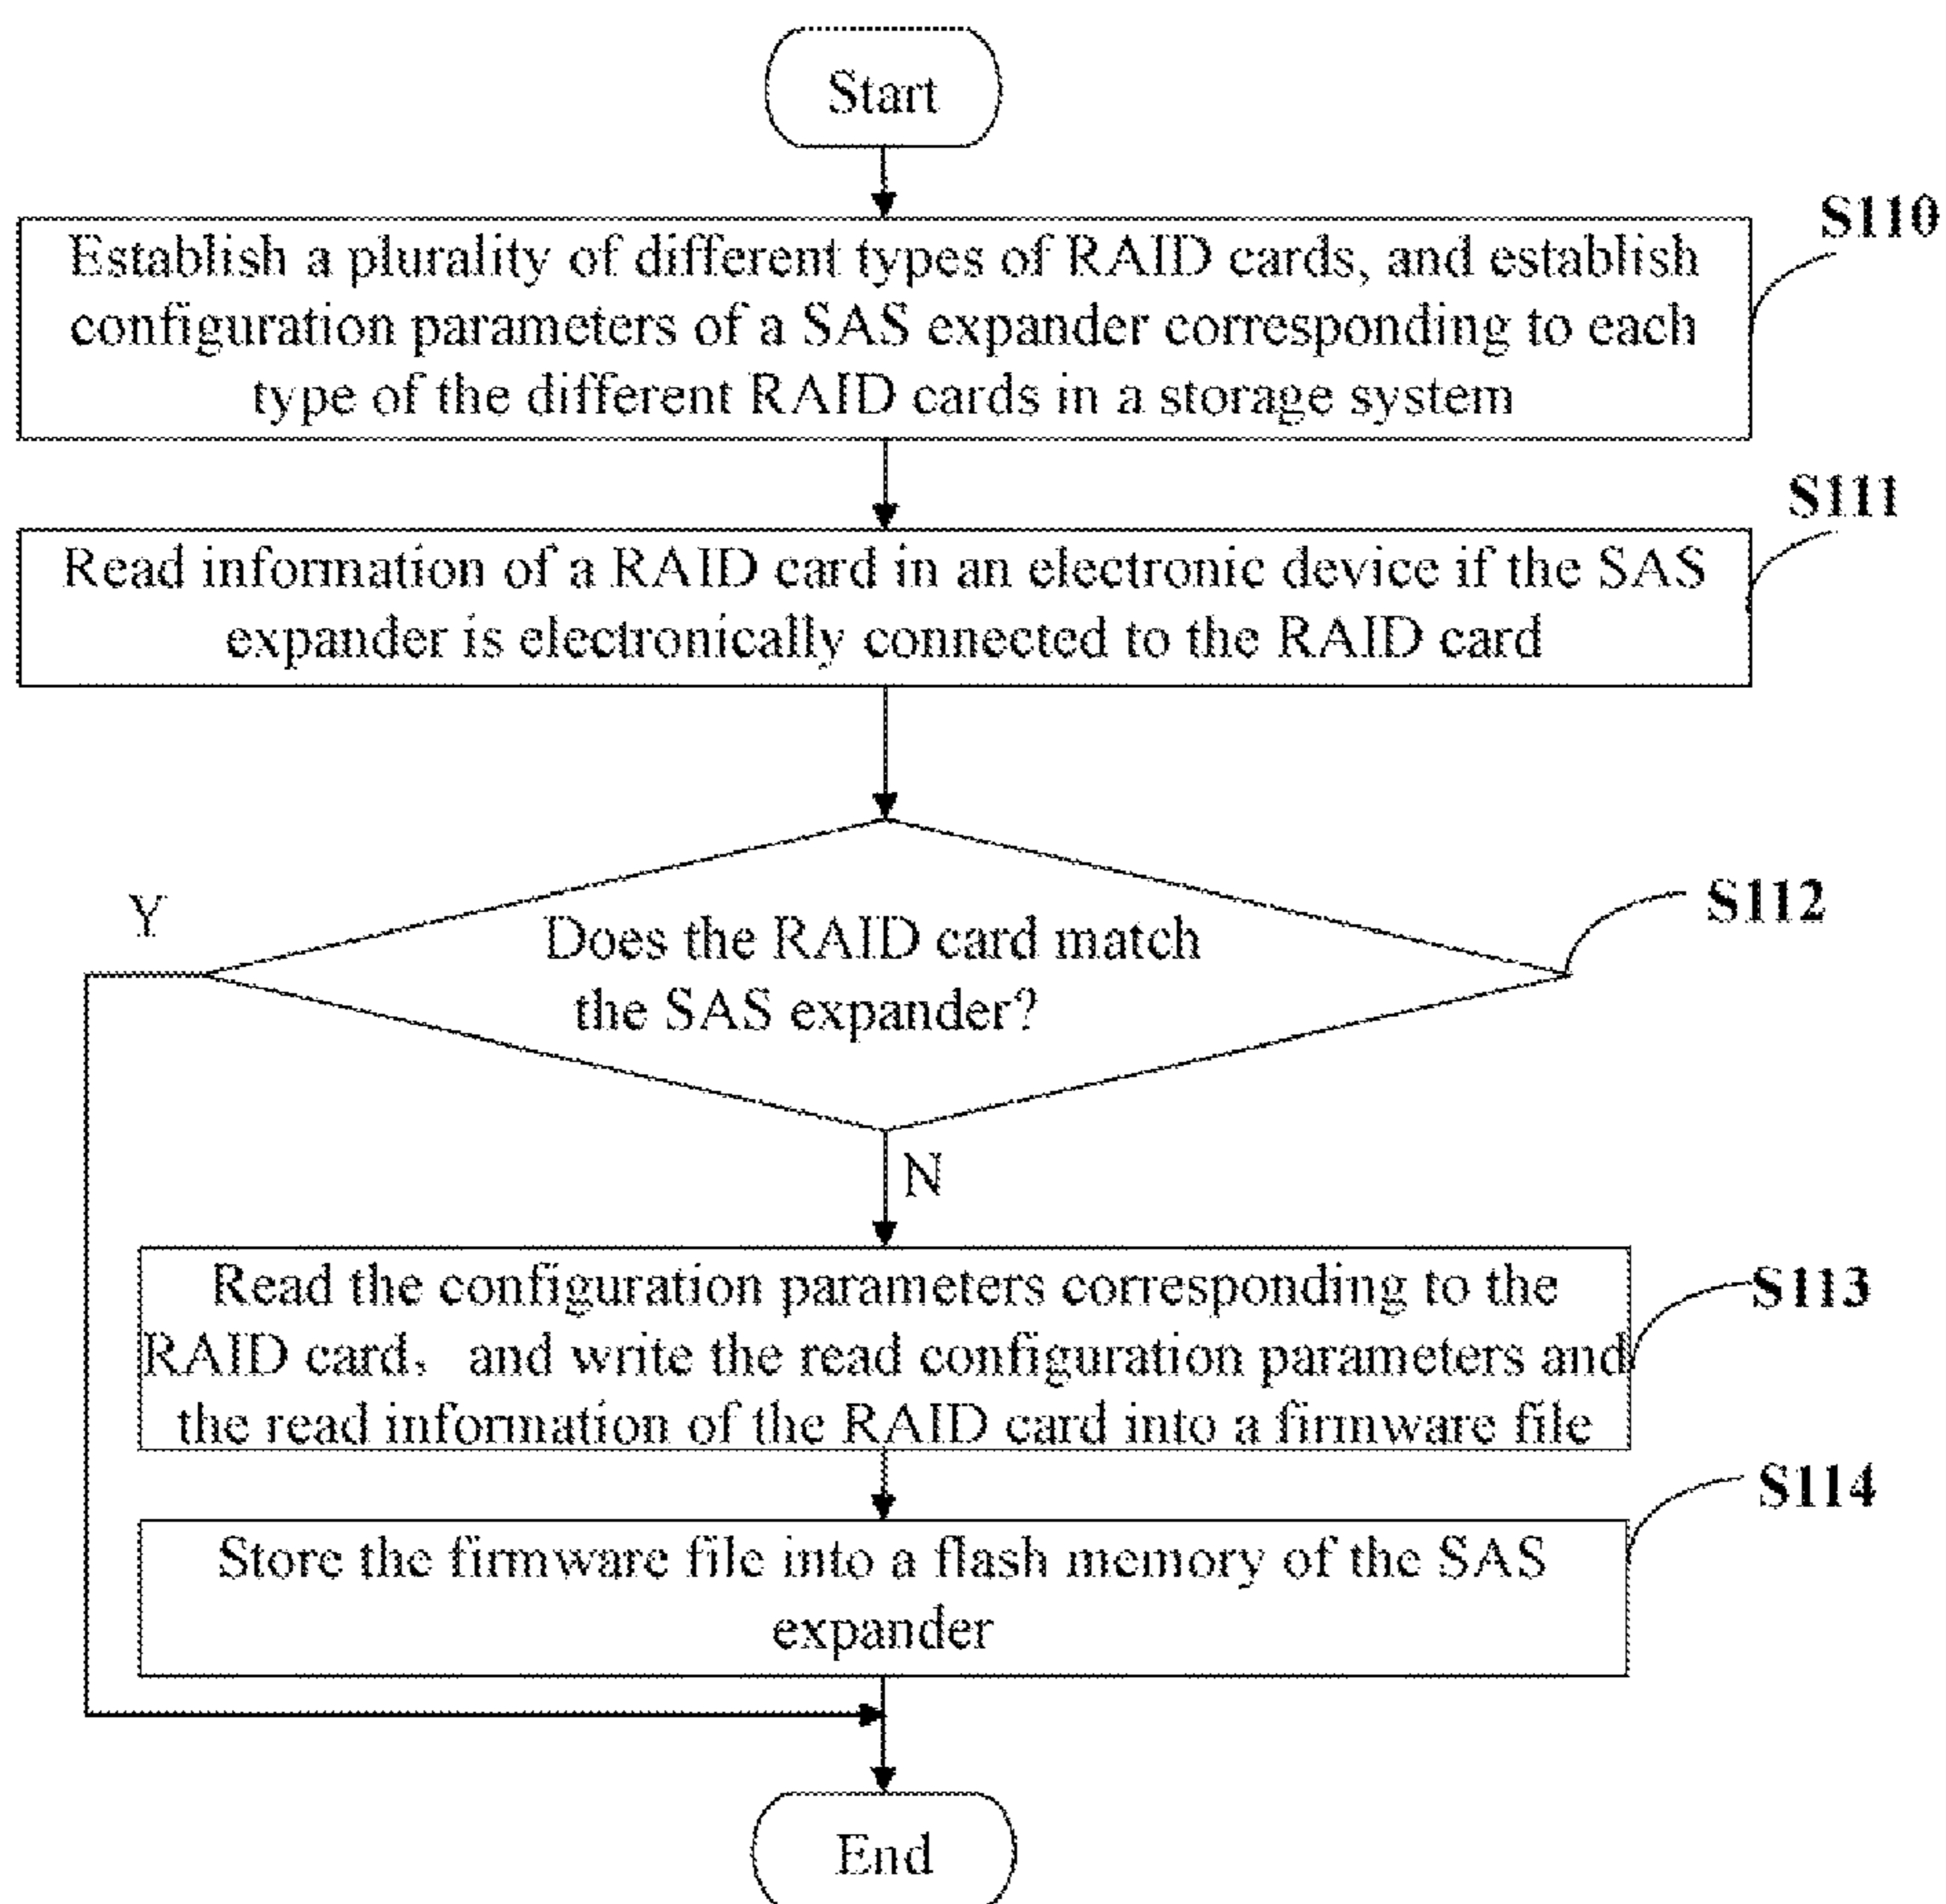 Start
S110
Establish a plurality of different types of RAID cards, and establish
configuration parameters of a SAS expander corresponding to each
type of the different RAID cards in a storage system
S111
Read information of a RAID card in an electronic device if the SAS
expander is electronically connected to the RAID card
Y
S112
Does the RAID card match
the SAS expander?
N
Read the configuration parameters corresponding to the
S113
RAID card, and write the read configuration parameters and
the read information of the RAID card into a firmware file
S114
Store the firmware file into a flash memory of the SAS
expander
End